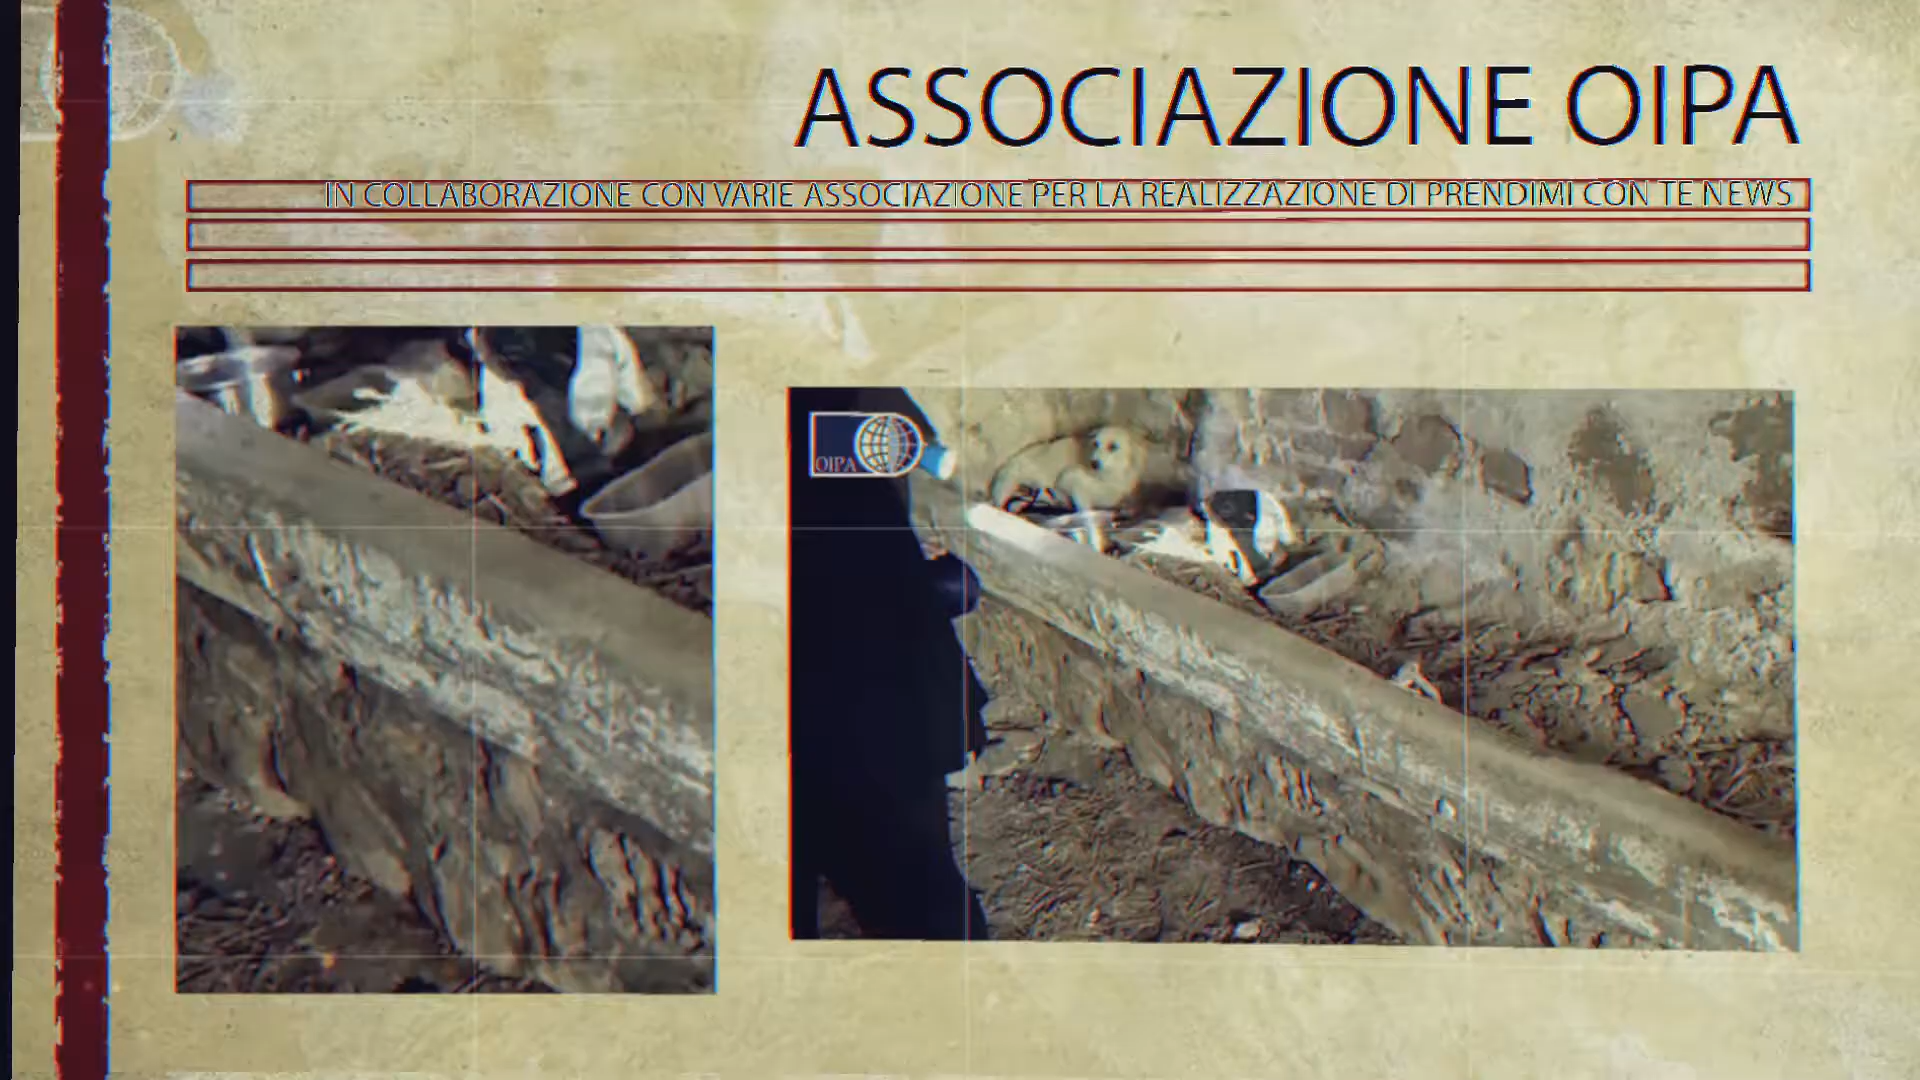 ASSOCIAZIONE OIPA
IN COLLABORAZIONE CON VARIE ASSOCIAZIONE PER LA REALIZZAZIONE DI PRENDIMI CON TE NEWS
OIPA